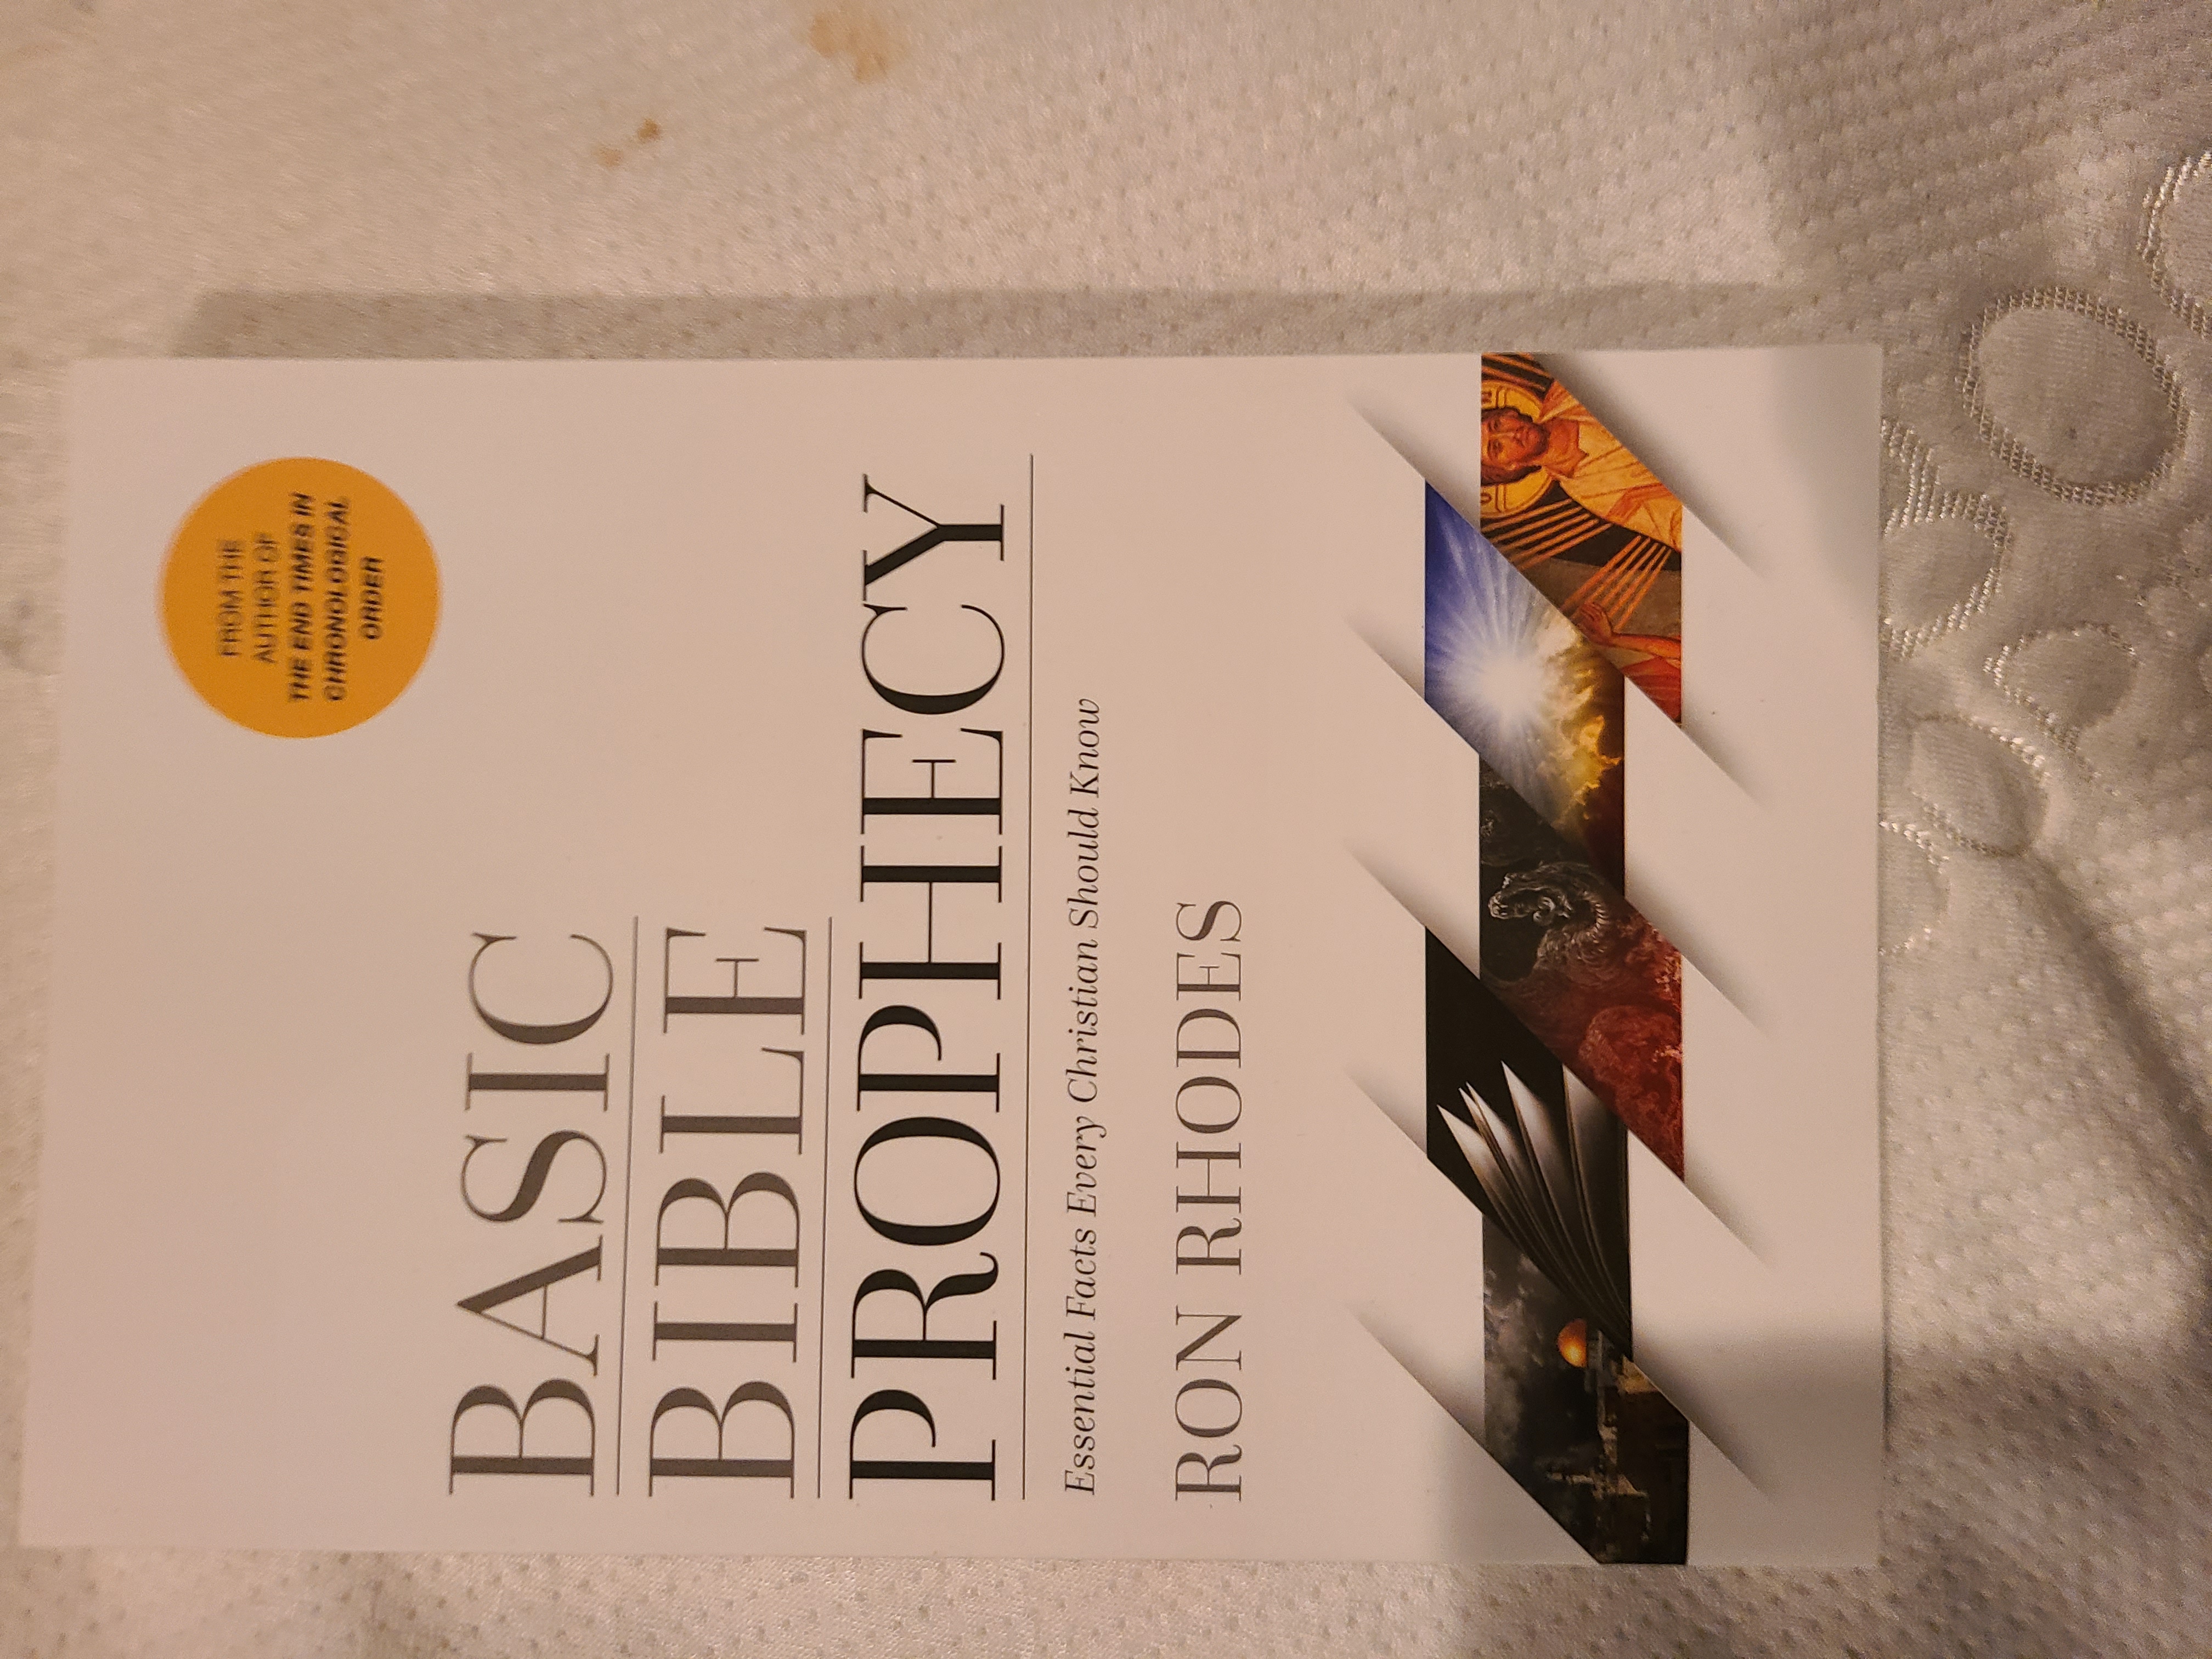 FROM THE
AUTHOR OF
THE END TIMES IN
CHRONOLOGICAL
ORDER
BASIC
BIBLE
PROPHECY
Essential Facts Every Christian Should Know
RON RHODES